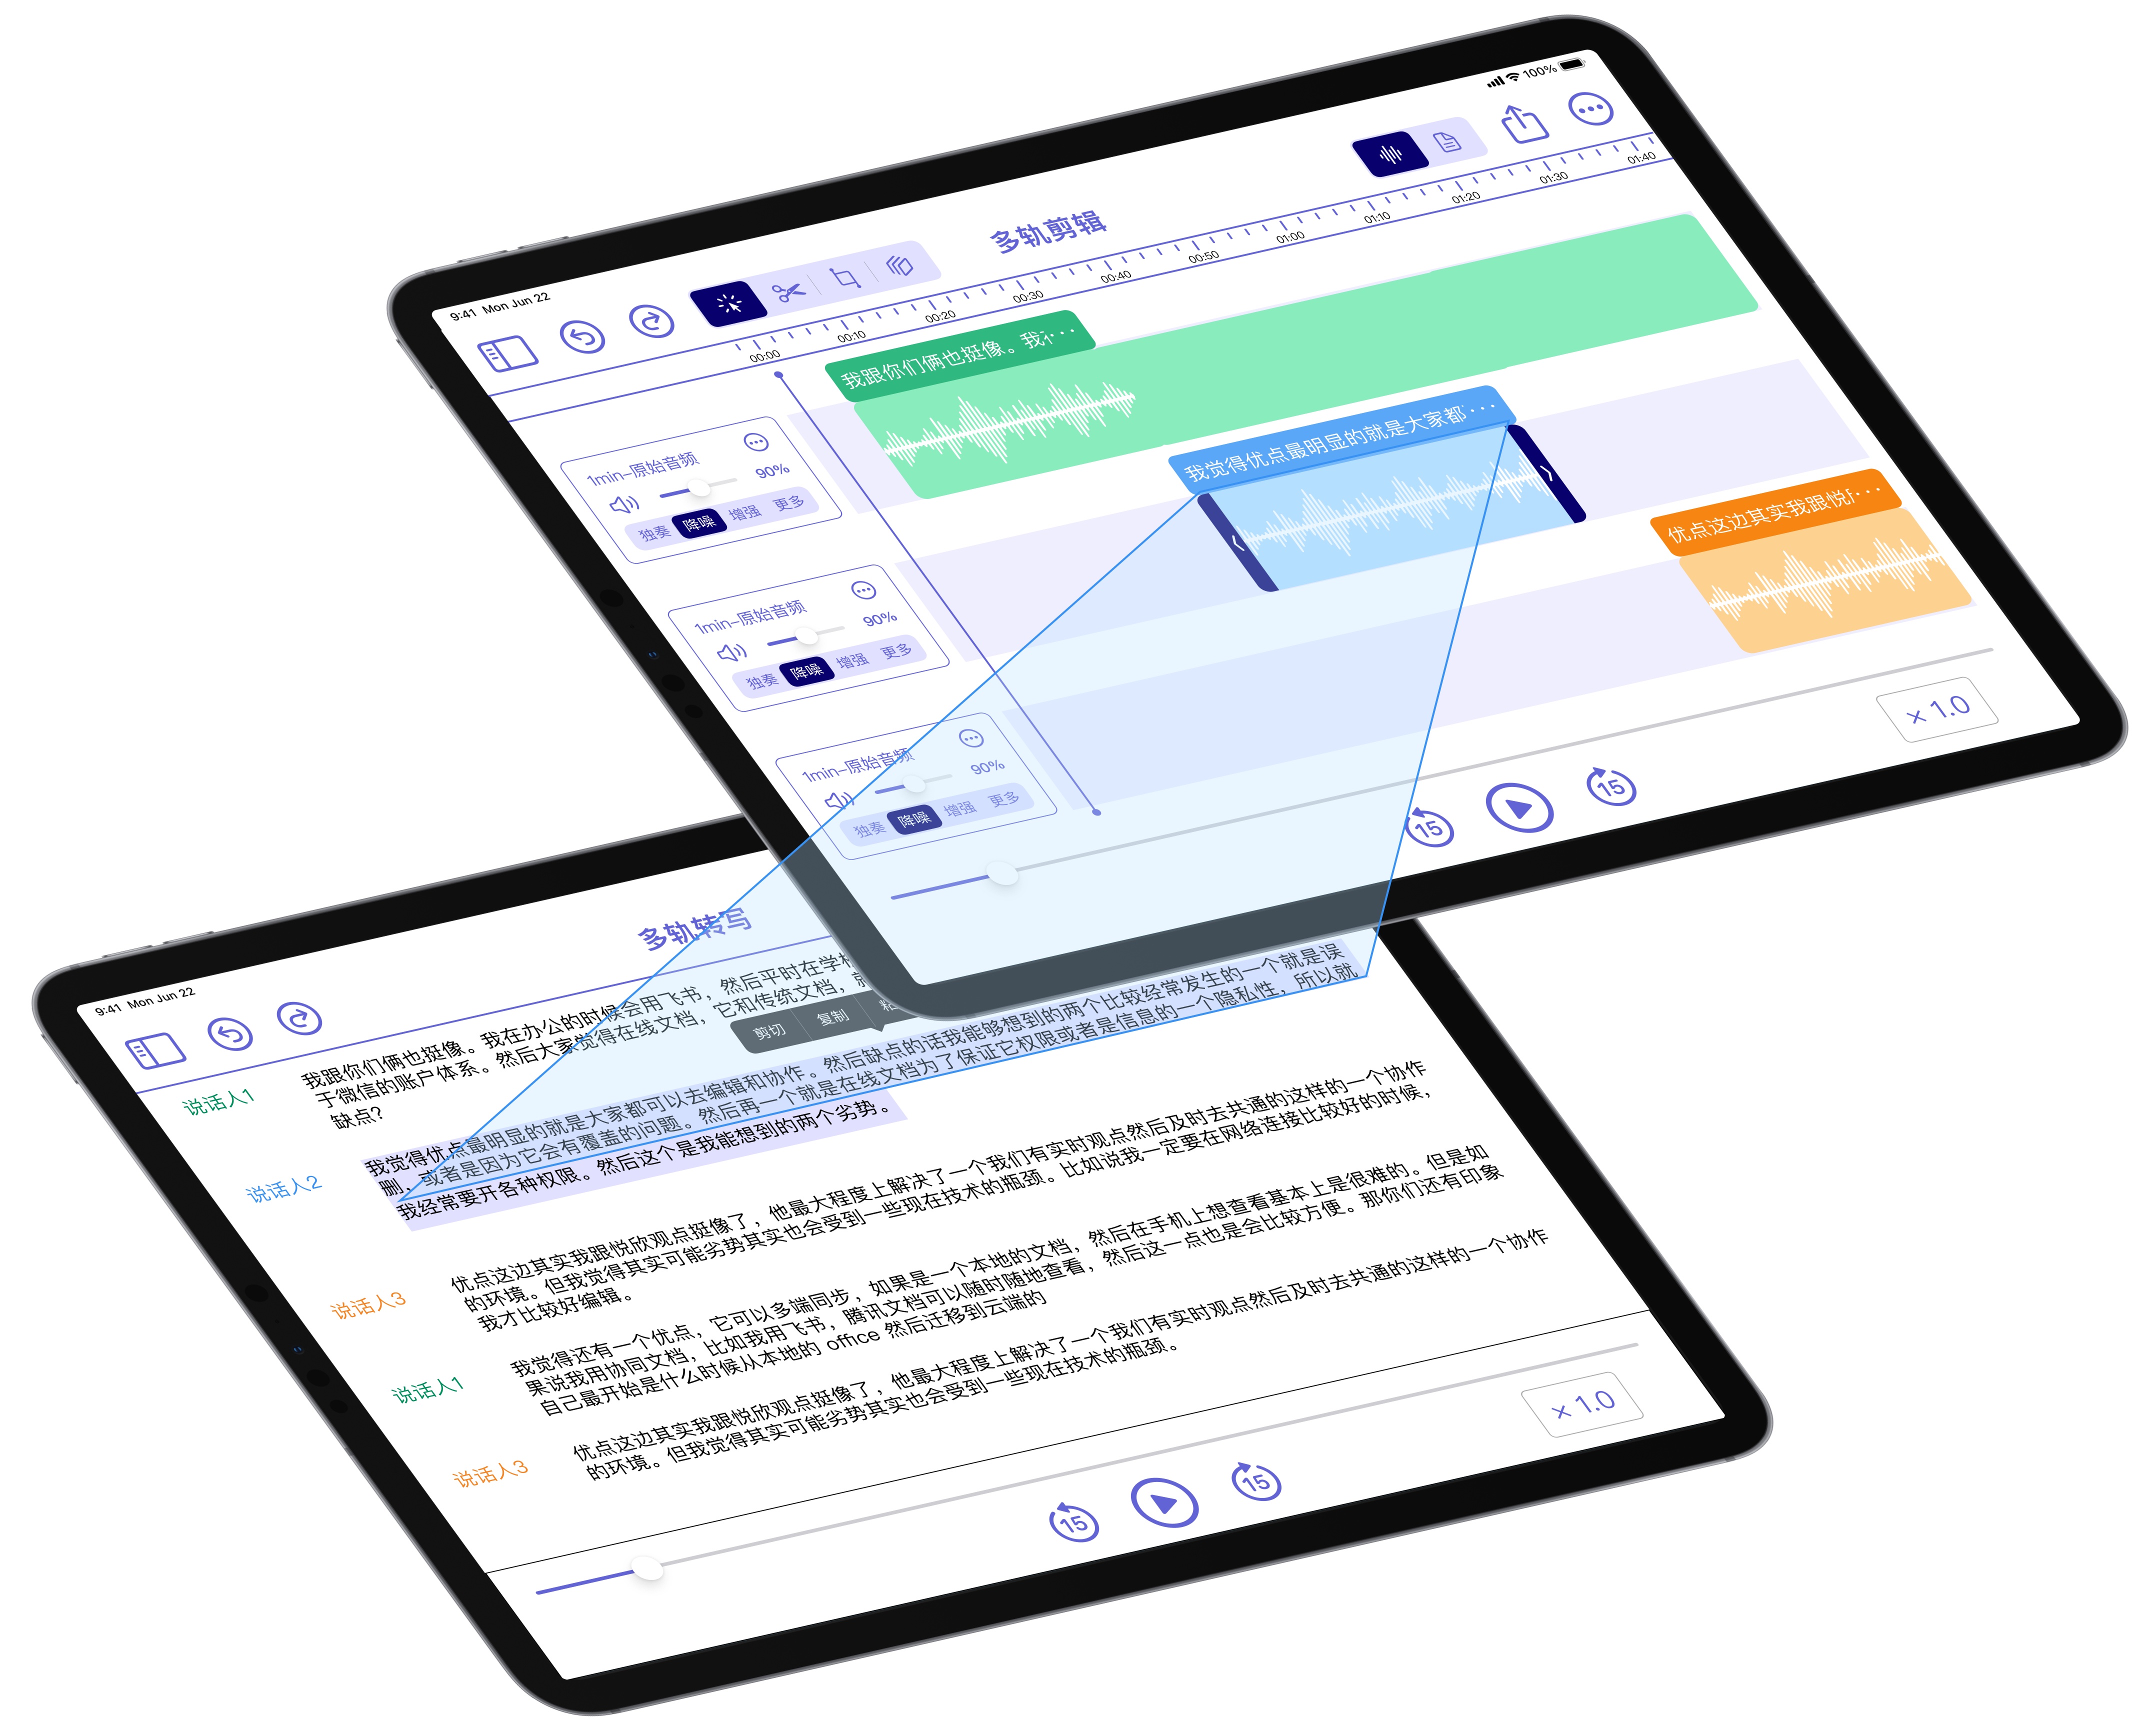 9:41 Mon Jun 22
100%
多轨剪辑
00:00 00:10 00:20 00:30 00:40 00:50 01:00 01:10 01:20 01:30 01:40
我跟你们俩也挺像。我···
1min-原始音频
90%
独奏 降噪 增强 更多
我觉得优点最明显的就是大家都···
1min-原始音频
90%
独奏 降噪 增强 更多
优点这边其实我跟悦···
1min-原始音频
90%
独奏 降噪 增强 更多
15 15
× 1.0
9:41 Mon Jun 22
多轨转写
说话人1
我跟你们俩也挺像。我在办公的时候会用飞书，然后平时在学
于微信的账户体系。然后大家觉得在线文档，它和传统文档，
缺点?
剪切 复制
说话人2
我觉得优点最明显的就是大家都可以去编辑和协作。然后缺点的话我能够想到的两个比较经常发生的一个就是误
删，或者是因为它会有覆盖的问题。然后再一个就是在线文档为了保证它权限或者是信息的一个隐私性，所以就
我经常要开各种权限。然后这个是我能想到的两个劣势。
说话人3
优点这边其实我跟悦欣观点挺像了，他最大程度上解决了一个我们有实时观点然后及时去共通的这样的一个协作
的环境。但我觉得其实可能劣势其实也会受到一些现在技术的瓶颈。比如说我一定要在网络连接比较好的时候，
我才比较好编辑。
说话人1
我觉得还有一个优点，它可以多端同步，如果是一个本地的文档，然后在手机上想查看基本上是很难的。但是如
果说我用协同文档，比如我用飞书，腾讯文档可以随时随地查看，然后这一点也是会比较方便。那你们还有印象
自己最开始是什么时候从本地的 office 然后迁移到云端的
说话人3
优点这边其实我跟悦欣观点挺像了，他最大程度上解决了一个我们有实时观点然后及时去共通的这样的一个协作
的环境。但我觉得其实可能劣势其实也会受到一些现在技术的瓶颈。
15 15
× 1.0